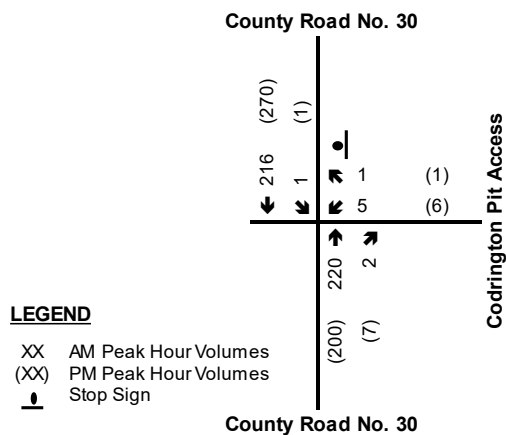 County Road No. 30
(270)
(1)
216
1
1 (1)
5 (6)
Codrington Pit Access
220
2
(200)
(7)
LEGEND
XX AM Peak Hour Volumes
(XX) PM Peak Hour Volumes
Stop Sign
County Road No. 30